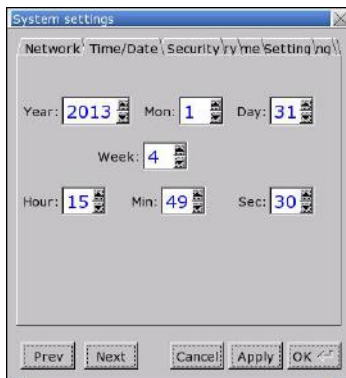 System settings
Network Time/Date Security ry me Setting ng
Year: 2013 Mon: 1 Day: 31
Week: 4
Hour: 15 Min: 49 Sec: 30
Prev Next Cancel Apply OK